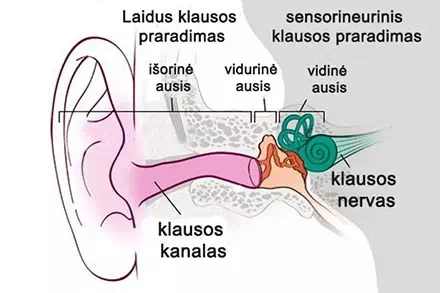 Laidus klausos
praradimas
sensorineurinis
klausos praradimas
išorinė
ausis
vidurinė
ausis
vidinė
ausis
klausos
nervas
klausos
kanalas